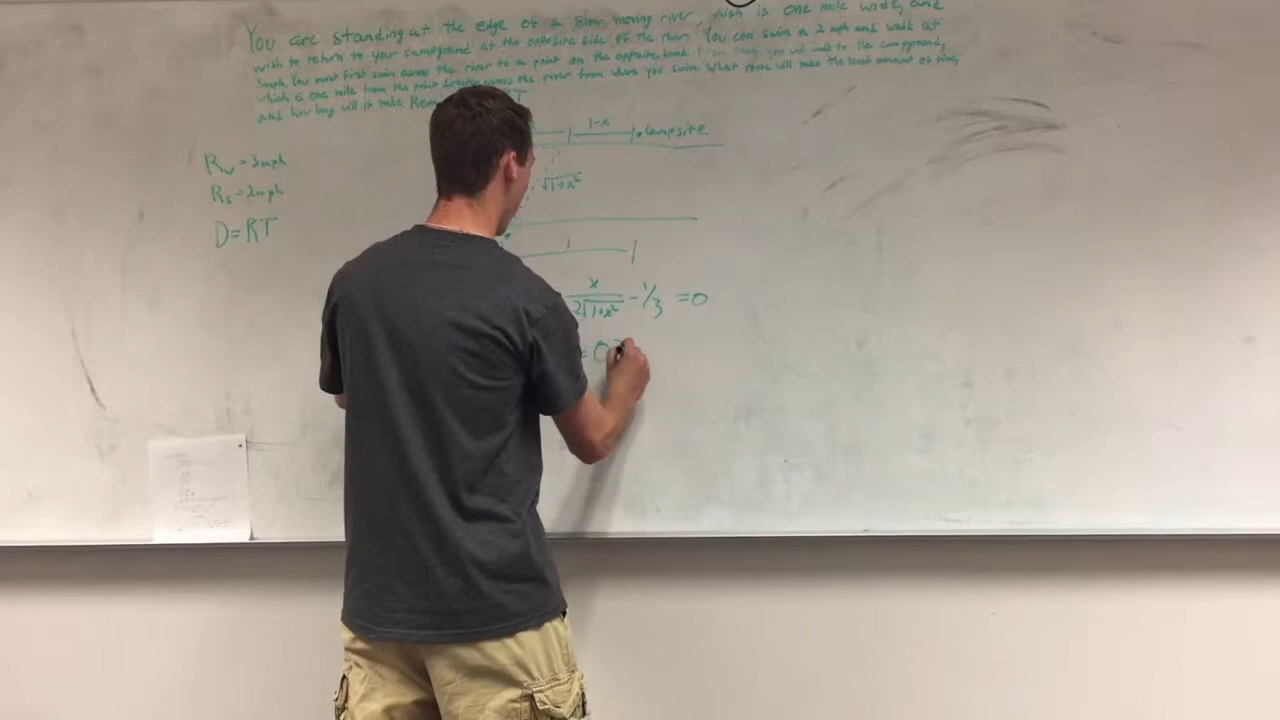 You are standing at the edge of a slow moving river, which is one mile wide, and
wish to return to your campground at the opposite side of the river. You can swim a 2 mph and walk at
3mph. You must first swim across the river to a point on the opposite bank. From there you will walk to the campground,
which is one mile from the point directly across the river from where you swim. What route will take the least amount of time,
and how long will it take. T
1-x
. Campsite
Rw = 3mph
√1+x²
Rs = 2mph
D=RT
1
x/2√1+x² - 1/3 = 0
= 0